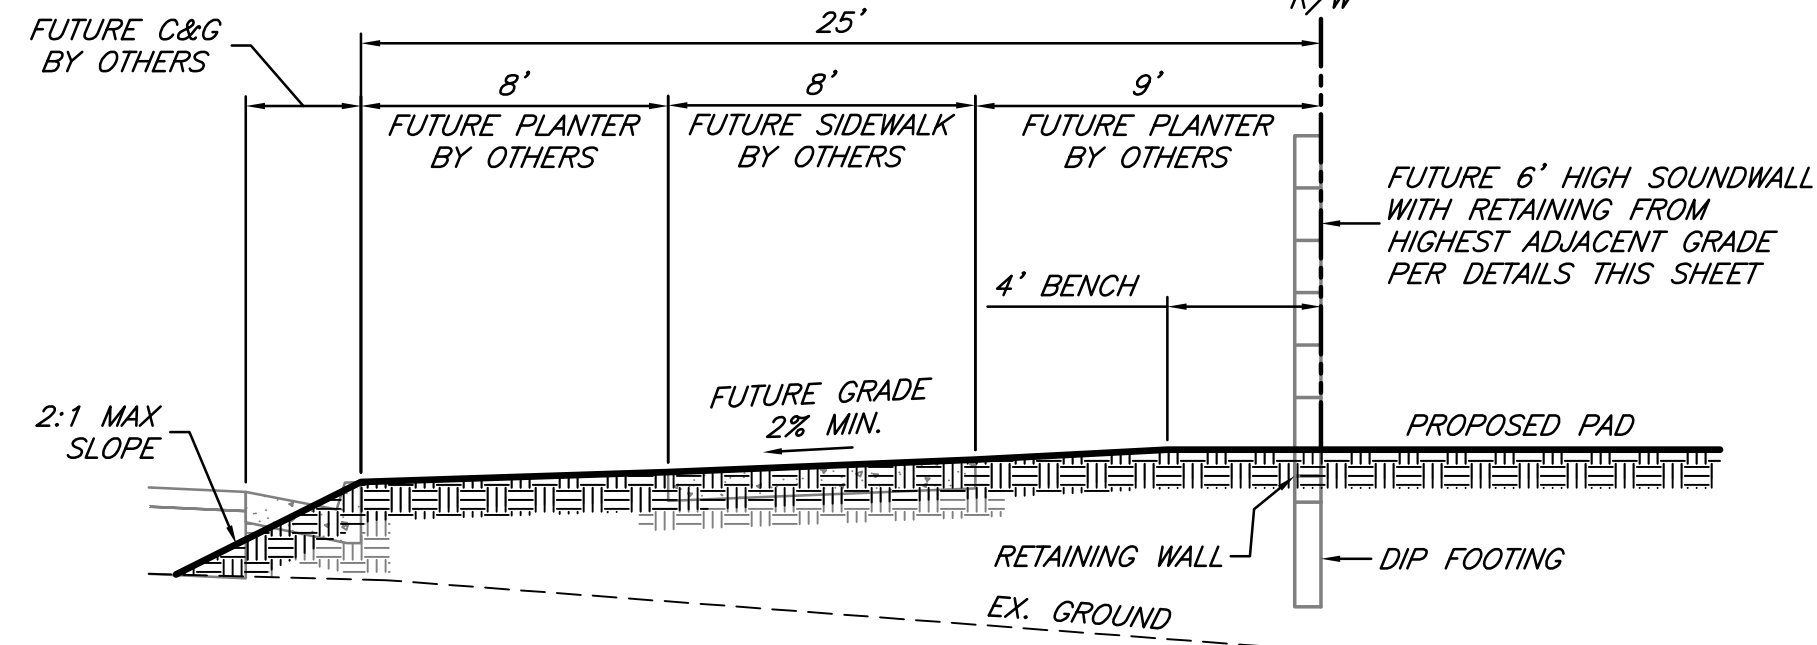 R/W
25'
FUTURE C&G
BY OTHERS
8'
8'
9'
FUTURE PLANTER
BY OTHERS
FUTURE SIDEWALK
BY OTHERS
FUTURE PLANTER
BY OTHERS
FUTURE 6' HIGH SOUNDWALL
WITH RETAINING FROM
HIGHEST ADJACENT GRADE
PER DETAILS THIS SHEET
4' BENCH
2:1 MAX
SLOPE
FUTURE GRADE
2% MIN.
PROPOSED PAD
RETAINING WALL
DIP FOOTING
EX. GROUND